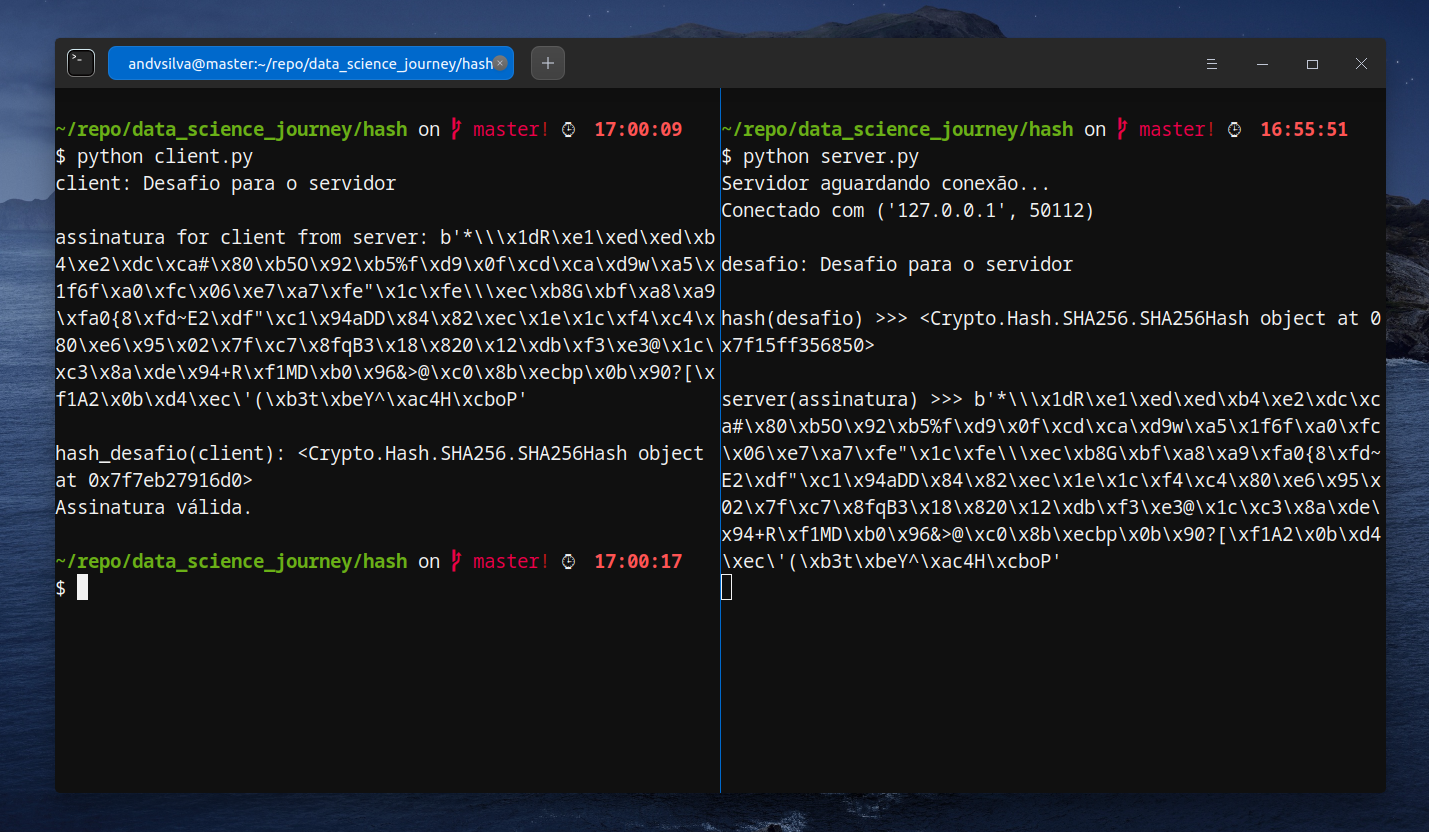 andvsilva@master:~/repo/data_science_journey/hash
~/repo/data_science_journey/hash on master! 17:00:09
$ python client.py
client: Desafio para o servidor
assinatura for client from server: b'*\\\x1dR\xe1\xed\xed\xb
4\xe2\xdc\xca#\x80\xb5O\x92\xb5%f\xd9\x0f\xcd\xca\xd9w\xa5\x
1f6f\xa0\xfc\x06\xe7\xa7\xfe"\x1c\xfe\\\xec\xb8G\xbf\xa8\xa9
\xfa0{8\xfd~E2\xdf"\xc1\x94aDD\x84\x82\xec\x1e\x1c\xf4\xc4\x
80\xe6\x95\x02\x7f\xc7\x8fqB3\x18\x820\x12\xdb\xf3\xe3@\x1c\
xc3\x8a\xde\x94+R\xf1MD\xb0\x96&>@\xc0\x8b\xecbp\x0b\x90?[\x
f1A2\x0b\xd4\xec\'(\xb3t\xbeY^\xac4H\xcboP'
hash_desafio(client): <Crypto.Hash.SHA256.SHA256Hash object
at 0x7f7eb27916d0>
Assinatura válida.
~/repo/data_science_journey/hash on master! 17:00:17
$
~/repo/data_science_journey/hash on master! 16:55:51
$ python server.py
Servidor aguardando conexão...
Conectado com ('127.0.0.1', 50112)
desafio: Desafio para o servidor
hash(desafio) >>> <Crypto.Hash.SHA256.SHA256Hash object at 0
x7f15ff356850>
server(assinatura) >>> b'*\\\x1dR\xe1\xed\xed\xb4\xe2\xdc\xc
a#\x80\xb5O\x92\xb5%f\xd9\x0f\xcd\xca\xd9w\xa5\x1f6f\xa0\xfc
\x06\xe7\xa7\xfe"\x1c\xfe\\\xec\xb8G\xbf\xa8\xa9\xfa0{8\xfd~
E2\xdf"\xc1\x94aDD\x84\x82\xec\x1e\x1c\xf4\xc4\x80\xe6\x95\x
02\x7f\xc7\x8fqB3\x18\x820\x12\xdb\xf3\xe3@\x1c\xc3\x8a\xde\
x94+R\xf1MD\xb0\x96&>@\xc0\x8b\xecbp\x0b\x90?[\xf1A2\x0b\xd4
\xec\'(\xb3t\xbeY^\xac4H\xcboP'